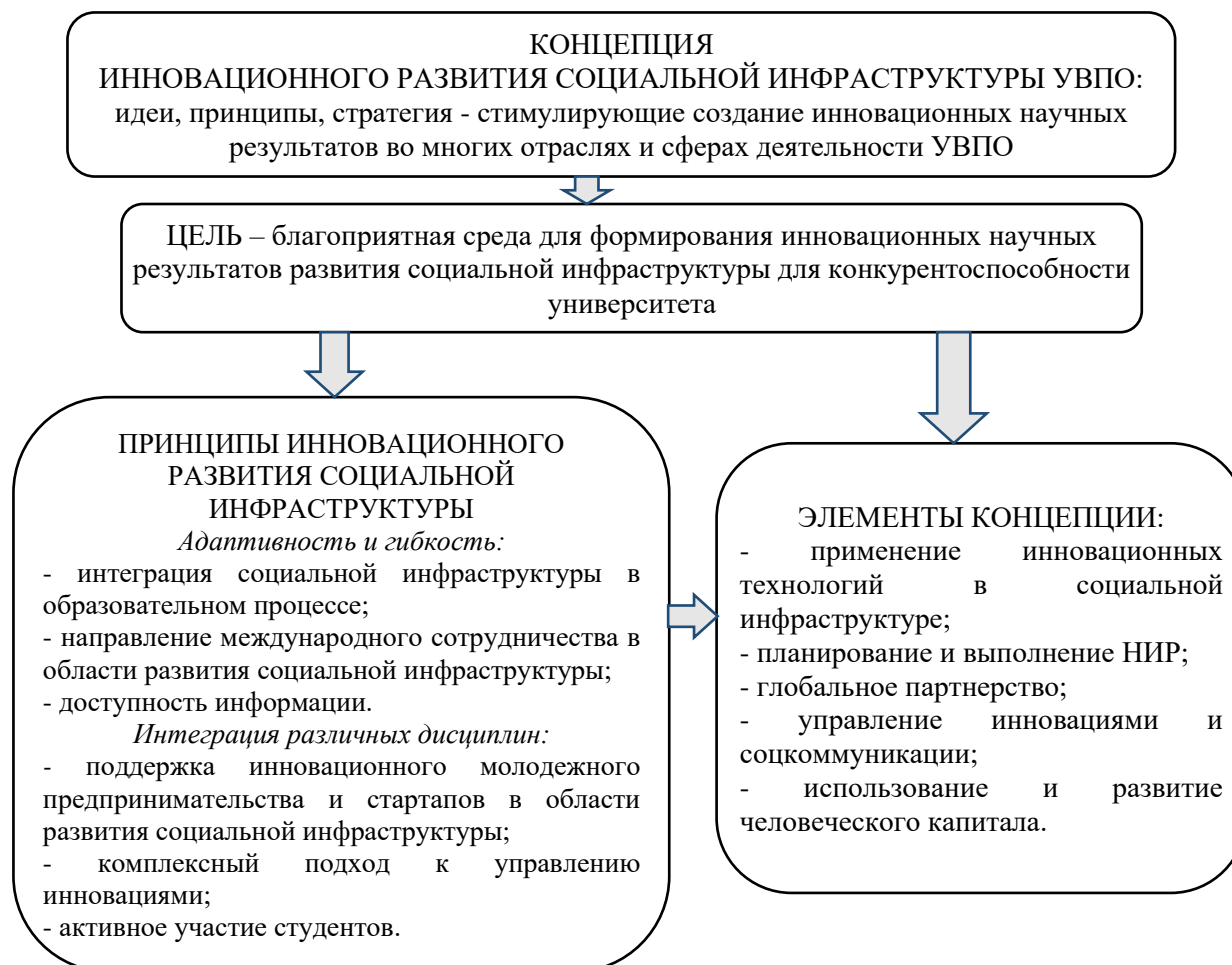 КОНЦЕПЦИЯ
ИННОВАЦИОННОГО РАЗВИТИЯ СОЦИАЛЬНОЙ ИНФРАСТРУКТУРЫ УВПО:
идеи, принципы, стратегия - стимулирующие создание инновационных научных
результатов во многих отраслях и сферах деятельности УВПО
ЦЕЛЬ – благоприятная среда для формирования инновационных научных
результатов развития социальной инфраструктуры для конкурентоспособности
университета
ПРИНЦИПЫ ИННОВАЦИОННОГО
РАЗВИТИЯ СОЦИАЛЬНОЙ
ИНФРАСТРУКТУРЫ
Адаптивность и гибкость:
- интеграция социальной инфраструктуры в
образовательном процессе;
- направление международного сотрудничества в
области развития социальной инфраструктуры;
- доступность информации.
Интеграция различных дисциплин:
- поддержка инновационного молодежного
предпринимательства и стартапов в области
развития социальной инфраструктуры;
- комплексный подход к управлению
инновациями;
- активное участие студентов.
ЭЛЕМЕНТЫ КОНЦЕПЦИИ:
- применение инновационных
технологий в социальной
инфраструктуре;
- планирование и выполнение НИР;
- глобальное партнерство;
- управление инновациями и
соцкоммуникации;
- использование и развитие
человеческого капитала.